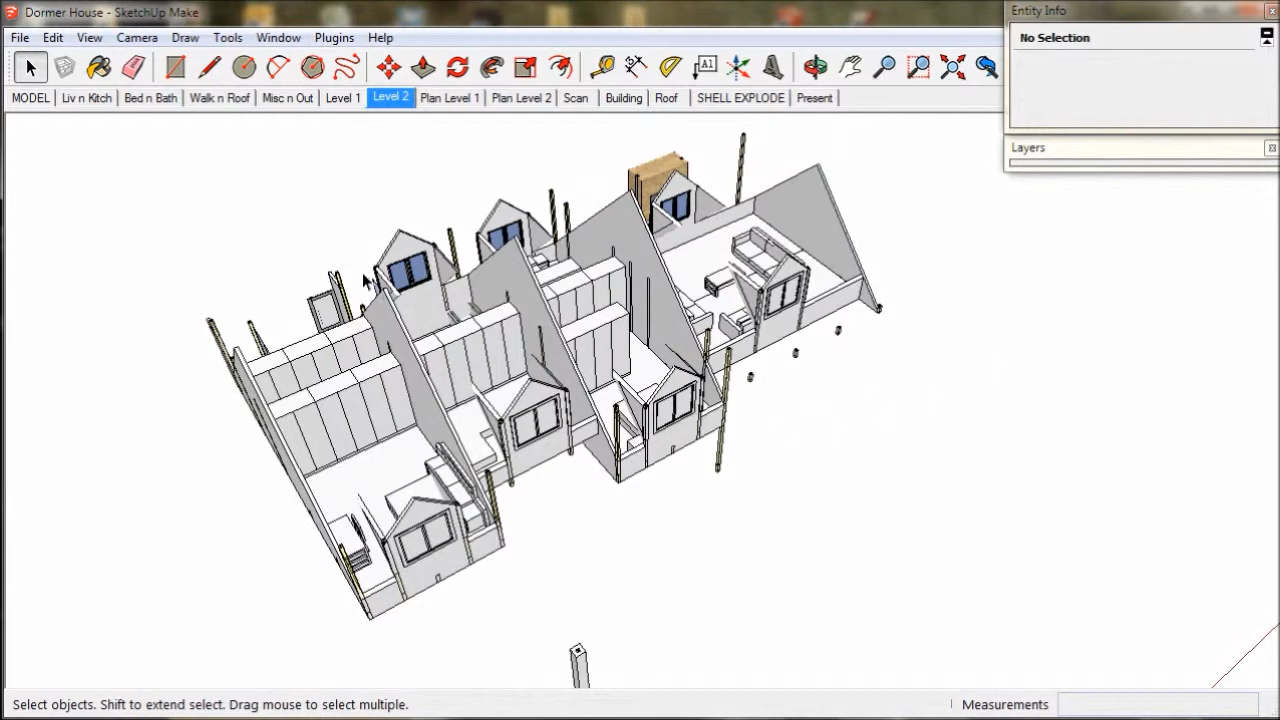 Dormer House - SketchUp Make
Entity Info
File Edit View Camera Draw Tools Window Plugins Help
No Selection
A1
MODEL Liv n Kitch Bed n Bath Walk n Roof Misc n Out Level 1 Level 2 Plan Level 1 Plan Level 2 Scan Building Roof SHELL EXPLODE Present
Layers
Select objects. Shift to extend select. Drag mouse to select multiple.
Measurements